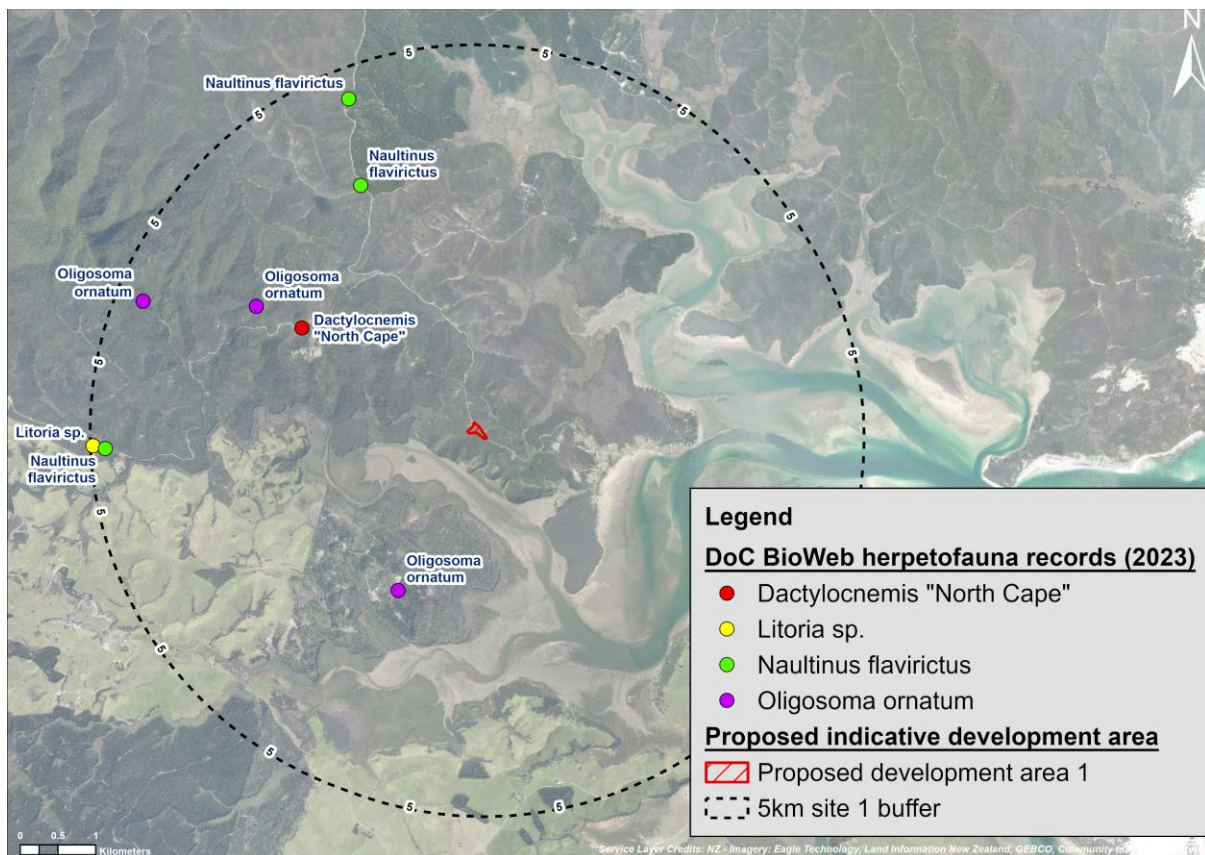 N
5
5
5
5
5
5
5
5
5
5
5
5
Naultinus flavirictus
Naultinus
flavirictus
Oligosoma
ornatum
Oligosoma
ornatum
Dactylocnemis
"North Cape"
Litoria sp.
Naultinus
flavirictus
Oligosoma
ornatum
Legend
DoC BioWeb herpetofauna records (2023)
Dactylocnemis "North Cape"
Litoria sp.
Naultinus flavirictus
Oligosoma ornatum
Proposed indicative development area
Proposed development area 1
5km site 1 buffer
0 0.5 1
Kilometers
Service Layer Credits: NZ - Imagery: Eagle Technology, Land Information New Zealand, GEBCO, Community